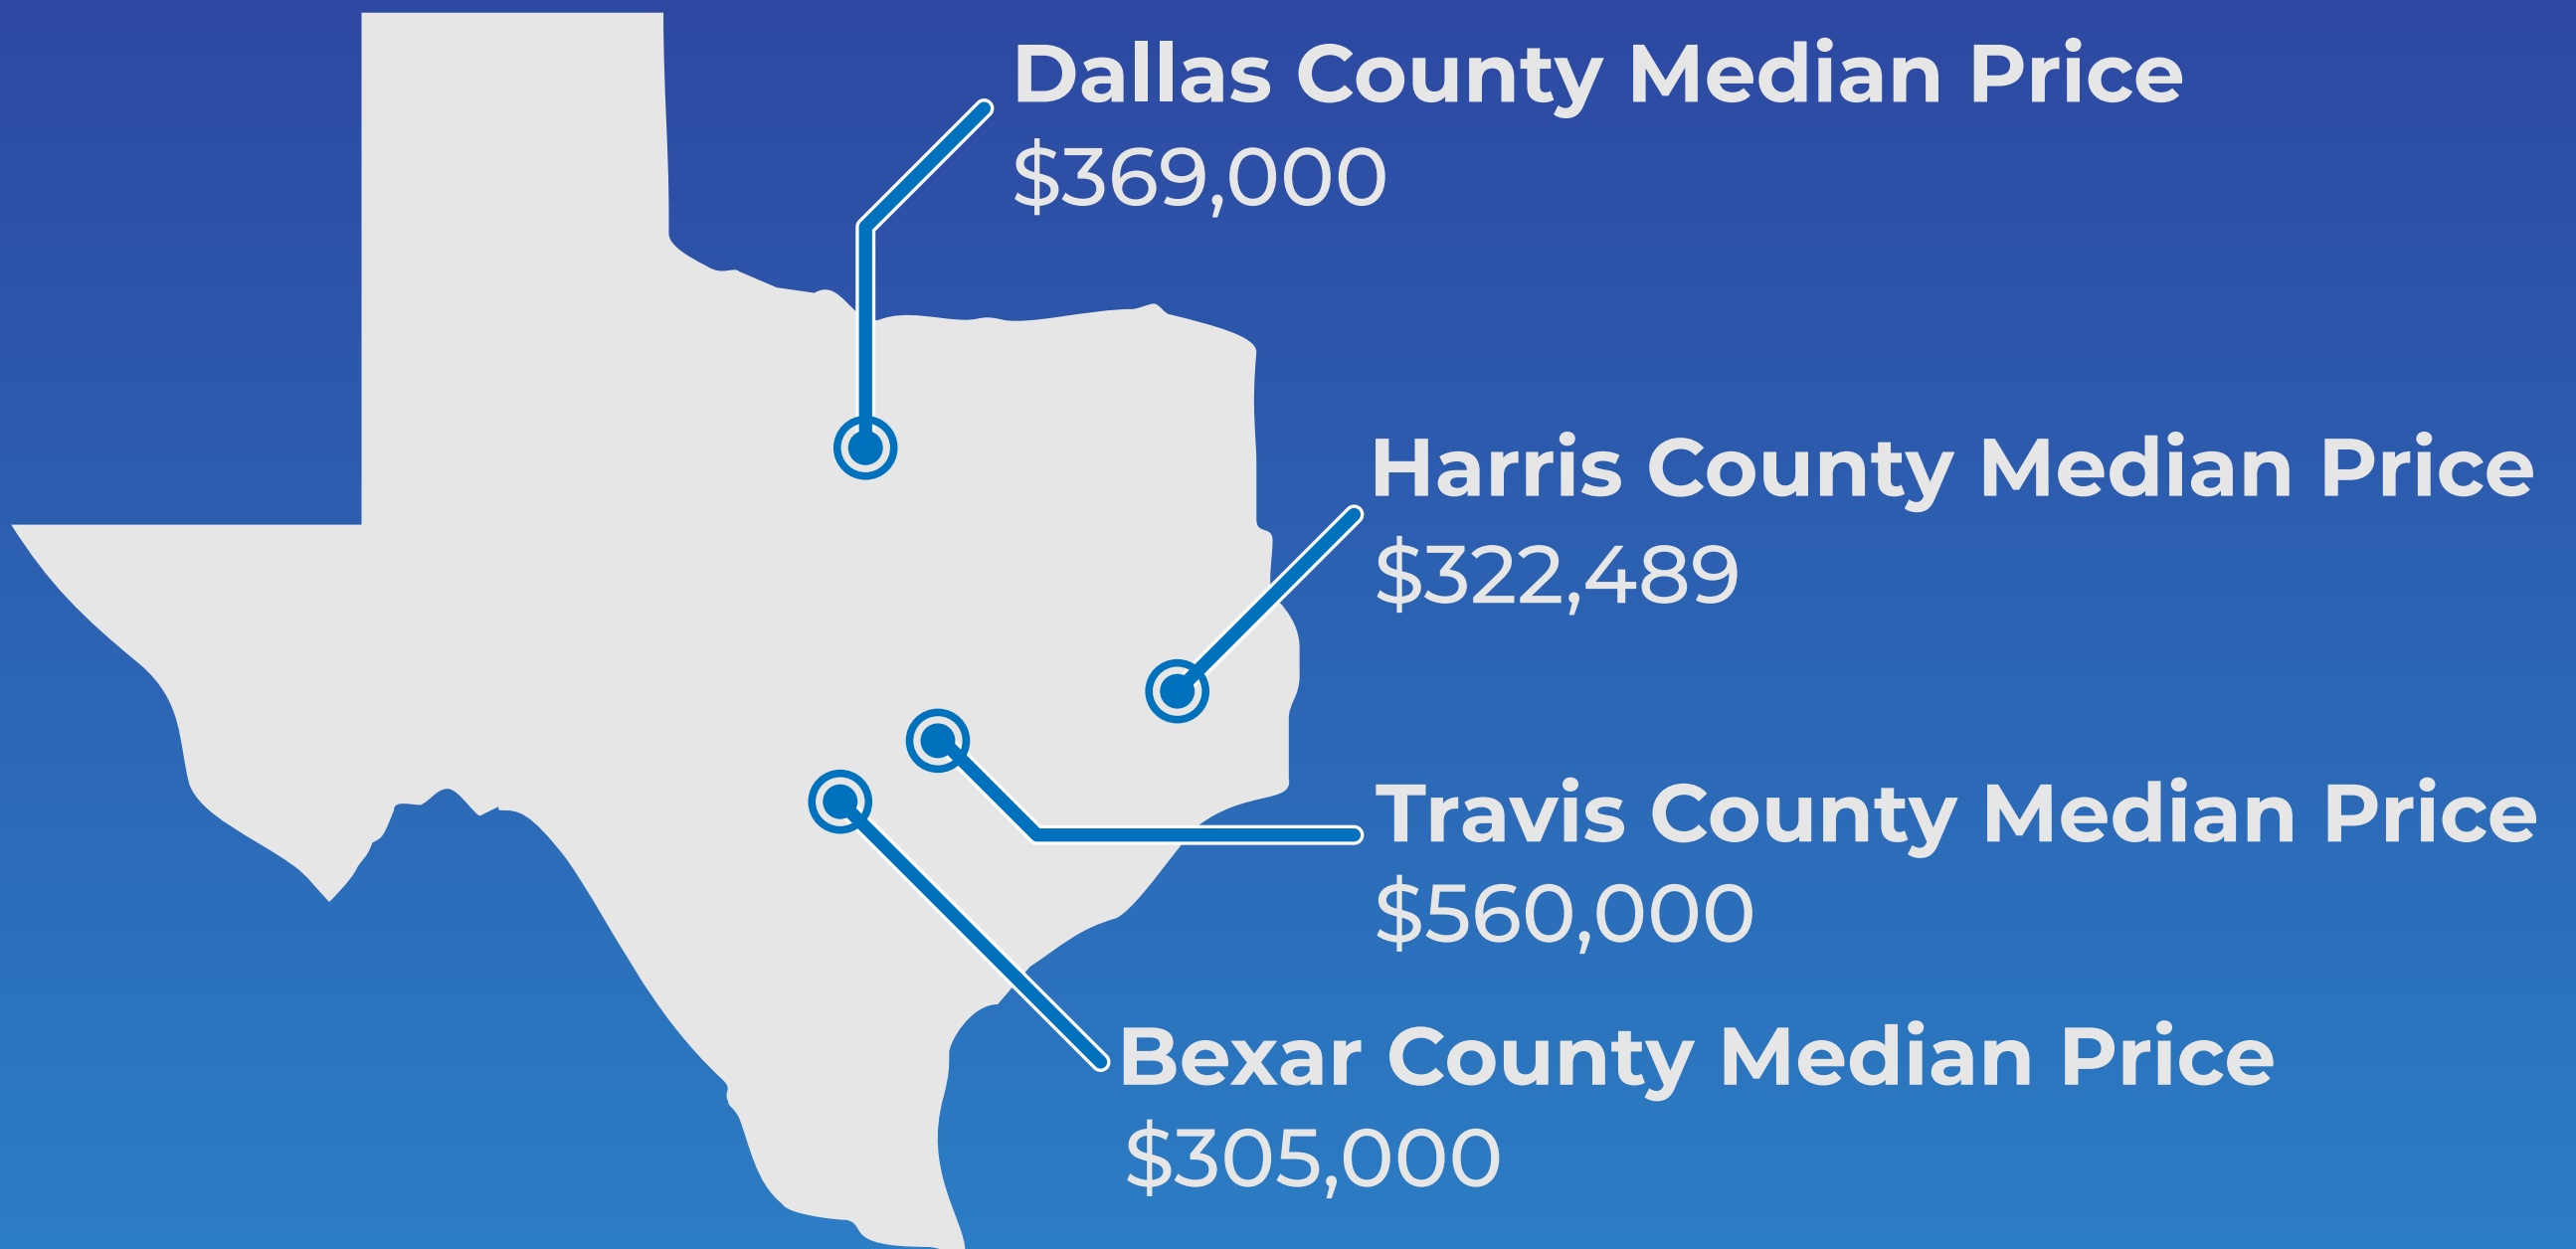 Dallas County Median Price
$369,000
Harris County Median Price
$322,489
Travis County Median Price
$560,000
Bexar County Median Price
$305,000